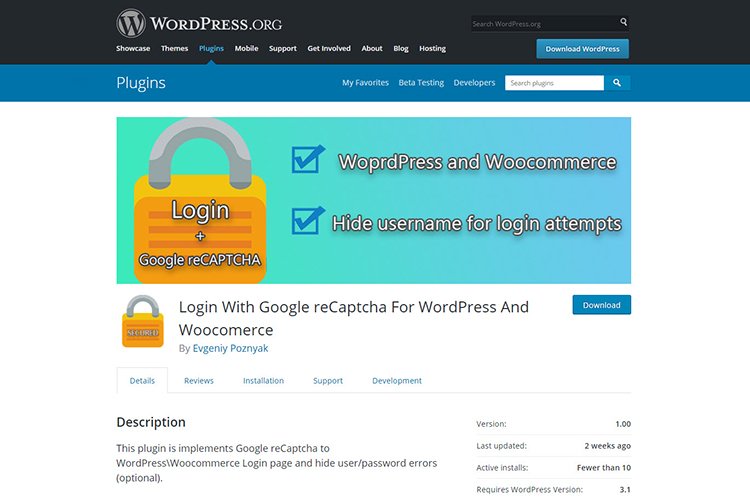 WORDPRESS.ORG
Search WordPress.org
Showcase Themes Plugins Mobile Support Get Involved About Blog Hosting
Download WordPress
Plugins
My Favorites Beta Testing Developers
Search plugins
Login
+
Google reCAPTCHA
WoprdPress and Woocommerce
Hide username for login attempts
SECURED
Login With Google reCaptcha For WordPress And
Woocomerce
By Evgeniy Poznyak
Download
Details Reviews Installation Support Development
Description
This plugin is implements Google reCaptcha to
WordPress\Woocommerce Login page and hide user/password errors
(optional).
Version: 1.00
Last updated: 2 weeks ago
Active installs: Fewer than 10
Requires WordPress Version: 3.1